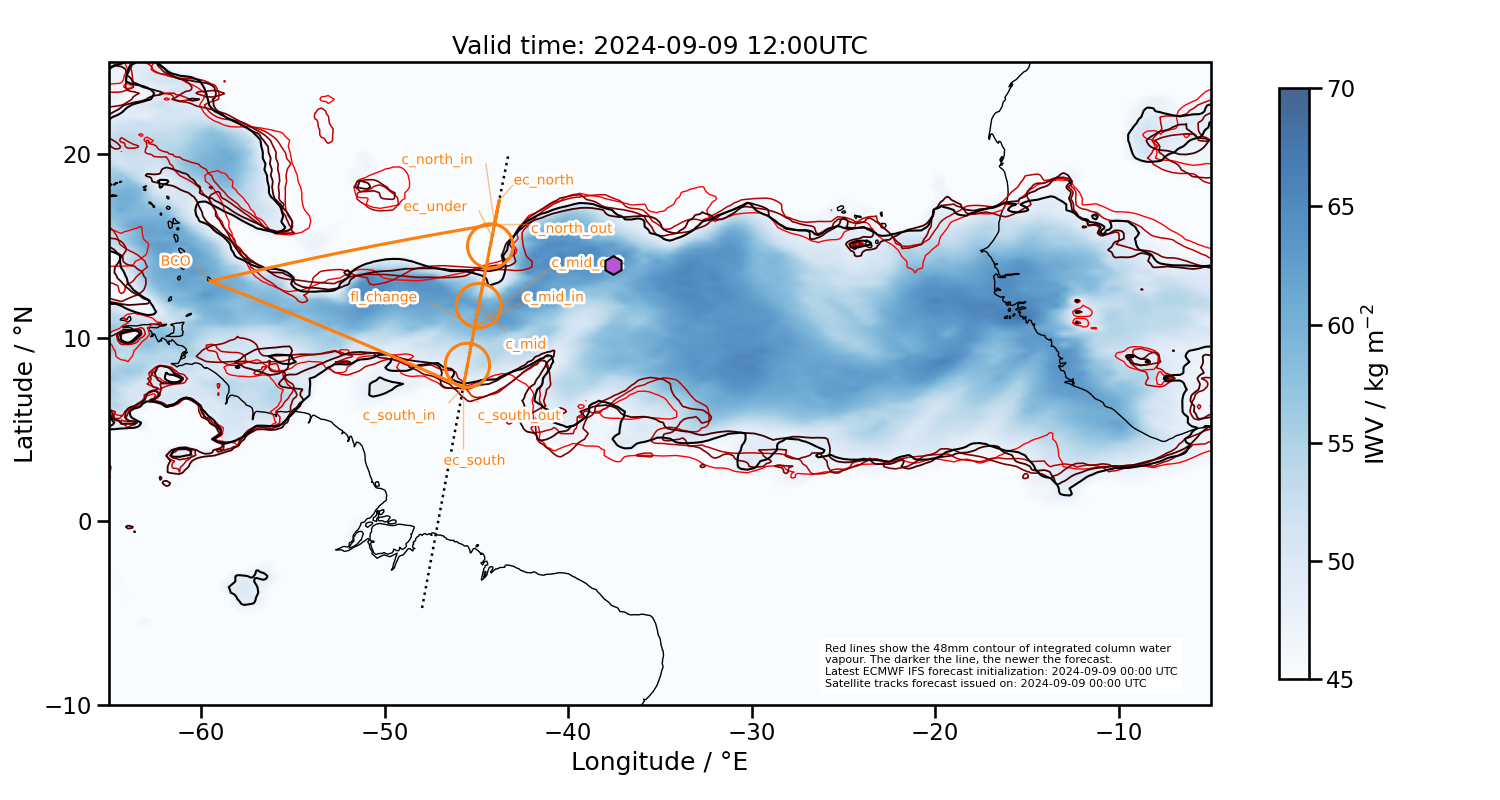 Valid time: 2024-09-09 12:00UTC
c_north_in
ec_north
ec_under
c_north_out
BCO
c_mid_o
fl_change
c_mid_in
c_mid
c_south_in
c_south_out
ec_south
Latitude / °N
20
10
0
−10
−60
−50
−40
−30
−20
−10
Longitude / °E
Red lines show the 48mm contour of integrated column water
vapour. The darker the line, the newer the forecast.
Latest ECMWF IFS forecast initialization: 2024-09-09 00:00 UTC
Satellite tracks forecast issued on: 2024-09-09 00:00 UTC
70
65
60
55
50
45
IWV / kg m⁻²